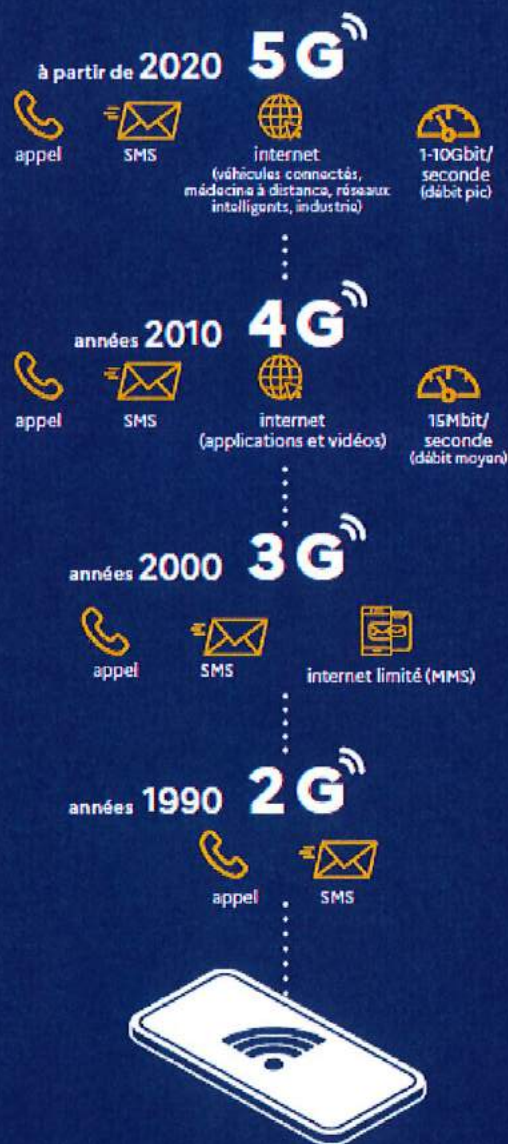 à partir de 2020 5G
appel
SMS
internet
(véhicules connectés,
médecine à distance, réseaux
intelligents, industrie)
1-10Gbit/
seconde
(débit pic)
années 2010 4G
appel
SMS
internet
(applications et vidéos)
15Mbit/
seconde
(débit moyen)
années 2000 3G
appel
SMS
internet limité (MMS)
années 1990 2G
appel
SMS